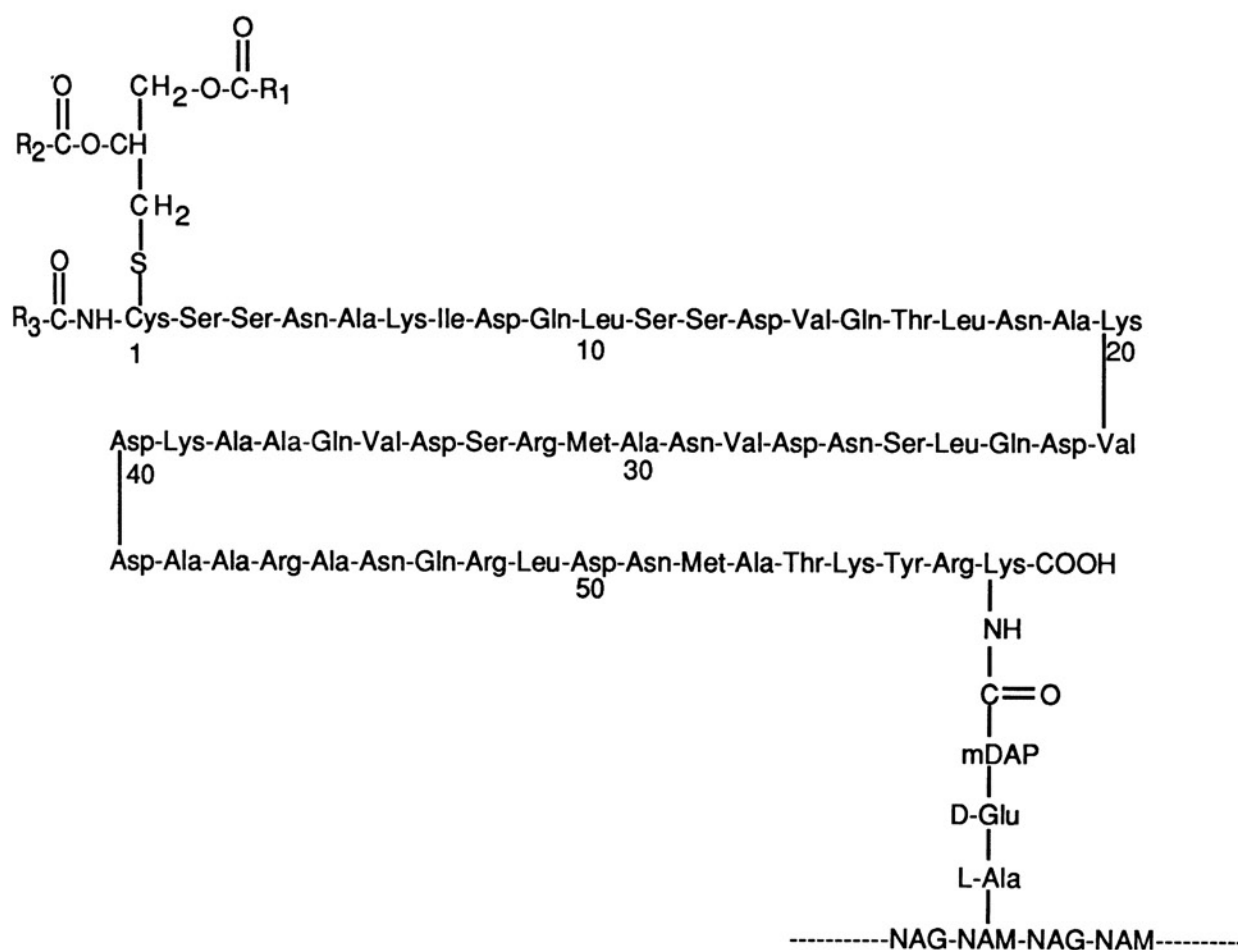 O
O CH2-O-C-R1
R2-C-O-CH
CH2
O S
R3-C-NH-Cys-Ser-Ser-Asn-Ala-Lys-Ile-Asp-Gln-Leu-Ser-Ser-Asp-Val-Gln-Thr-Leu-Asn-Ala-Lys
1 10 20
Asp-Lys-Ala-Ala-Gln-Val-Asp-Ser-Arg-Met-Ala-Asn-Val-Asp-Asn-Ser-Leu-Gln-Asp-Val
40 30
Asp-Ala-Ala-Arg-Ala-Asn-Gln-Arg-Leu-Asp-Asn-Met-Ala-Thr-Lys-Tyr-Arg-Lys-COOH
50
NH
C=O
mDAP
D-Glu
L-Ala
----------NAG-NAM-NAG-NAM---------